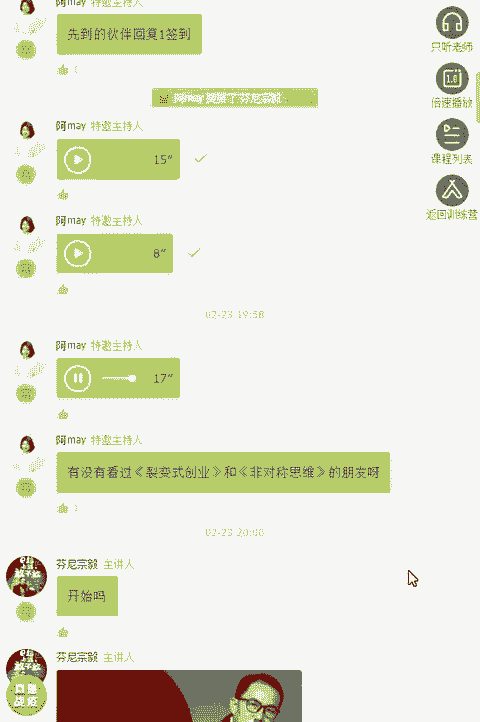 阿may 特邀主持人
先到的伙伴回复1签到
只听老师
倍速播放
1.0
课程列表
返回训练营
阿may 赞赏了 芬尼宗毅
阿may 特邀主持人
15"
阿may 特邀主持人
8"
02-23 19:58
阿may 特邀主持人
17"
阿may 特邀主持人
有没有看过《裂变式创业》和《非对称思维》的朋友呀
02-23 20:00
芬尼宗毅 主讲人
开始吗
芬尼宗毅 主讲人